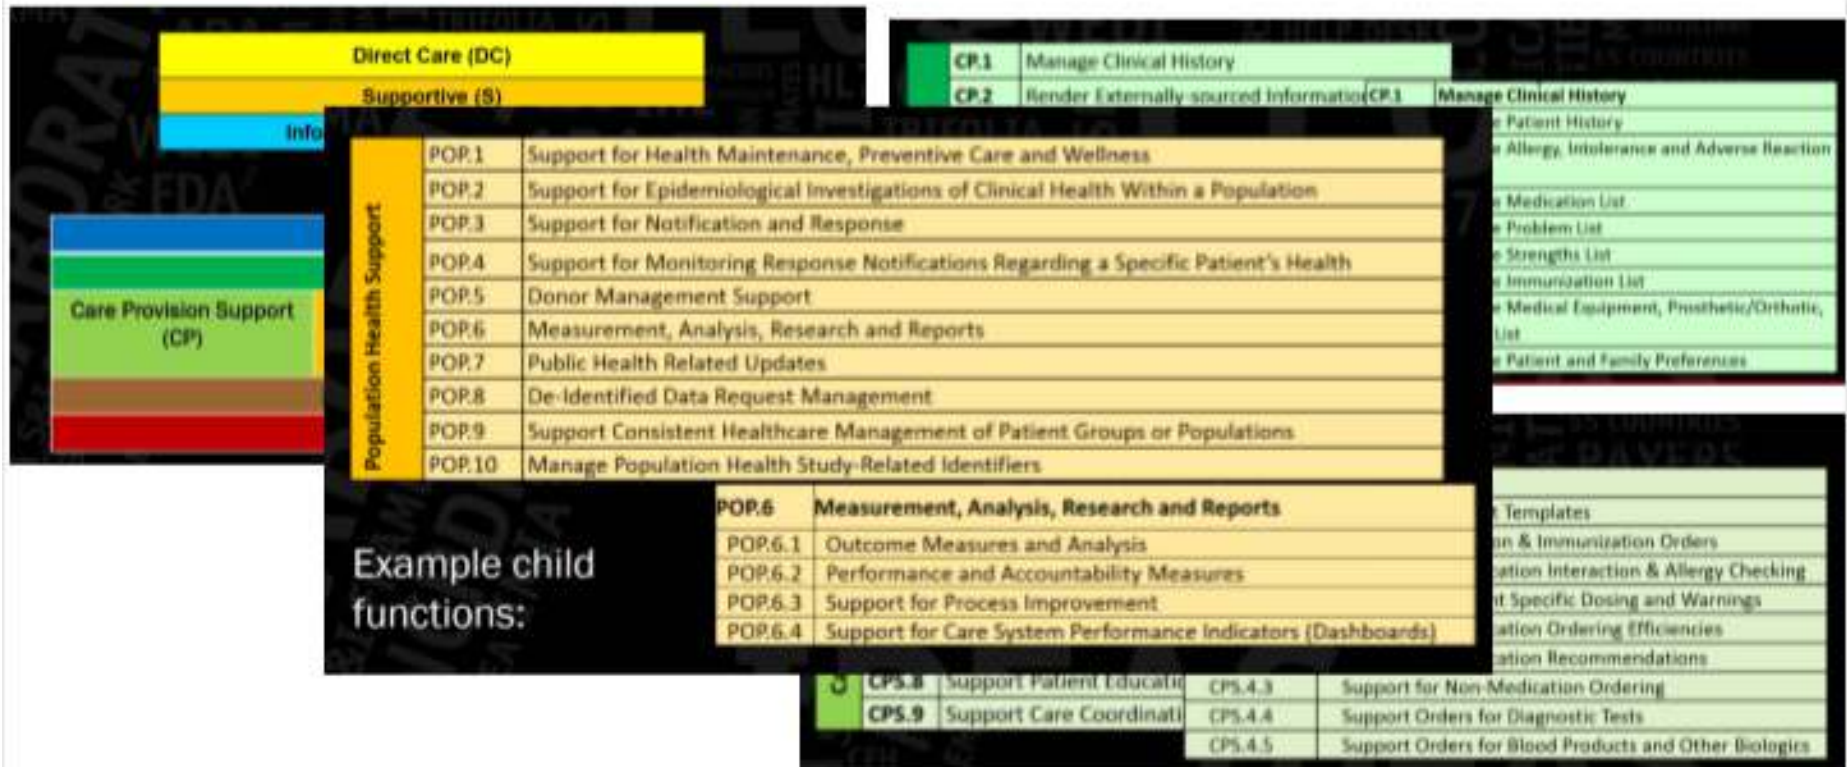 Direct Care (DC)
Supportive (S)
Care Provision Support
(CP)
CP.1 Manage Clinical History
CP.2 Render Externally-sourced Information
CP.1 Manage Clinical History
Patient History
Allergy, Intolerance and Adverse Reaction
Medication List
Problem List
Strengths List
Immunization List
Medical Equipment, Prosthetic/Orthotic,
List
Patient and Family Preferences
Population Health Support
POP.1 Support for Health Maintenance, Preventive Care and Wellness
POP.2 Support for Epidemiological Investigations of Clinical Health Within a Population
POP.3 Support for Notification and Response
POP.4 Support for Monitoring Response Notifications Regarding a Specific Patient's Health
POP.5 Donor Management Support
POP.6 Measurement, Analysis, Research and Reports
POP.7 Public Health Related Updates
POP.8 De-Identified Data Request Management
POP.9 Support Consistent Healthcare Management of Patient Groups or Populations
POP.10 Manage Population Health Study-Related Identifiers
Example child
functions:
POP.6 Measurement, Analysis, Research and Reports
POP.6.1 Outcome Measures and Analysis
POP.6.2 Performance and Accountability Measures
POP.6.3 Support for Process Improvement
POP.6.4 Support for Care System Performance Indicators (Dashboards)
Templates
& Immunization Orders
Interaction & Allergy Checking
Specific Dosing and Warnings
Ordering Efficiencies
Recommendations
CPS.8 Support Patient
CPS.9 Support Care
CPS.4.3 Support for Non-Medication Ordering
CPS.4.4 Support Orders for Diagnostic Tests
CPS.4.5 Support Orders for Blood Products and Other Biologics